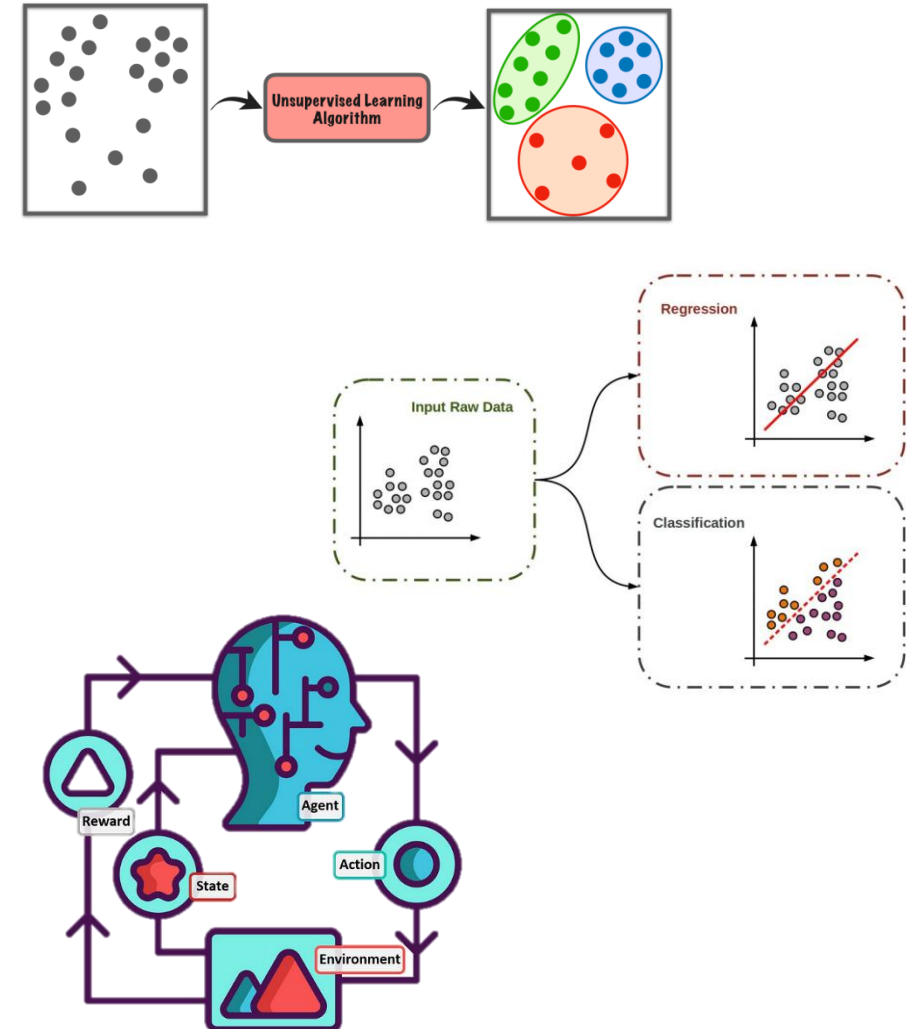 Unsupervised Learning
Algorithm
Regression
Input Raw Data
Classification
Agent
Reward
Action
State
Environment